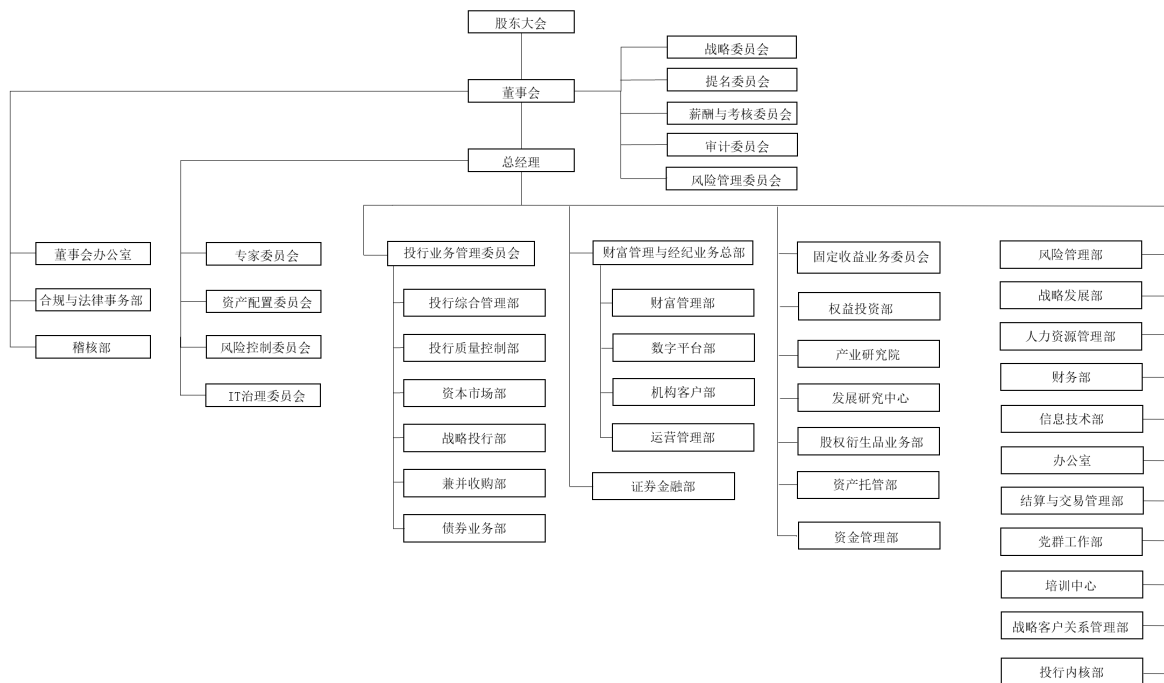 股东大会
董事会
总经理
战略委员会
提名委员会
薪酬与考核委员会
审计委员会
风险管理委员会
董事会办公室
合规与法律事务部
稽核部
专家委员会
资产配置委员会
风险控制委员会
IT治理委员会
投行业务管理委员会
投行综合管理部
投行质量控制部
资本市场部
战略投行部
兼并收购部
债券业务部
财富管理与经纪业务总部
财富管理部
数字平台部
机构客户部
运营管理部
证券金融部
固定收益业务委员会
权益投资部
产业研究院
发展研究中心
股权衍生品业务部
资产托管部
资金管理部
风险管理部
战略发展部
人力资源管理部
财务部
信息技术部
办公室
结算与交易管理部
党群工作部
培训中心
战略客户关系管理部
投行内核部